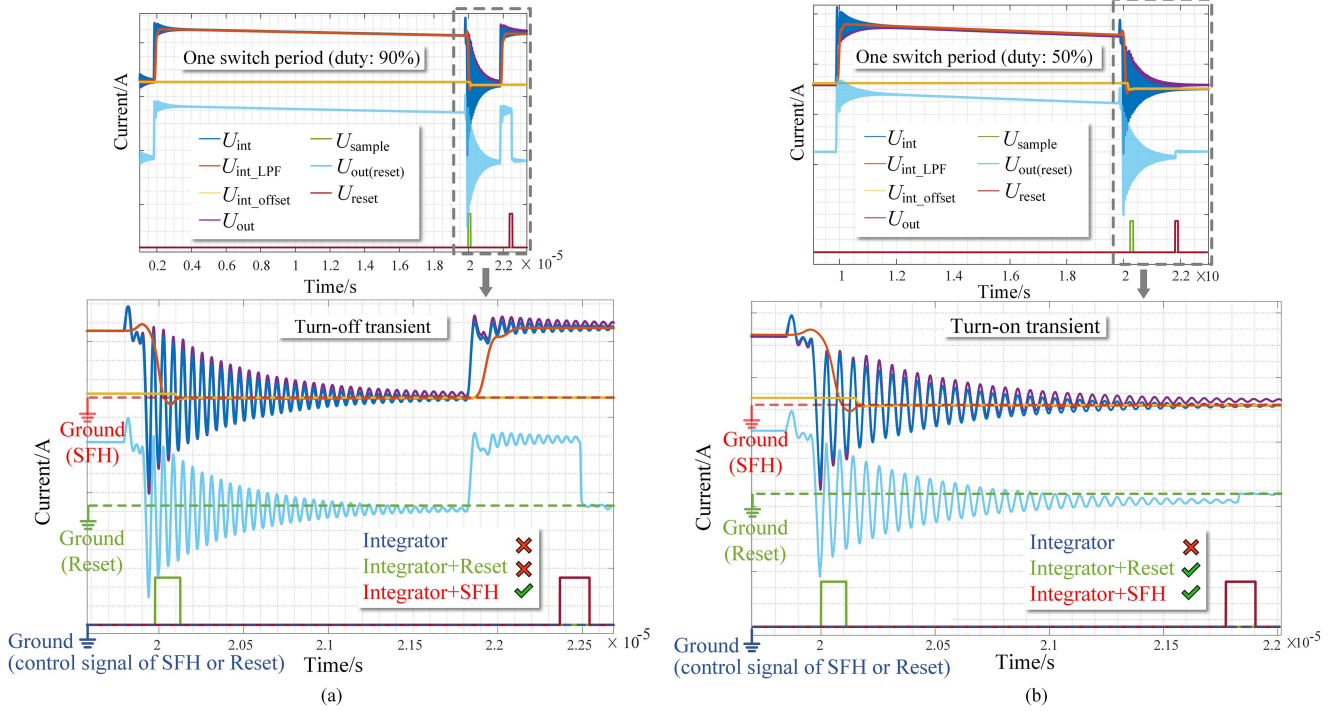 (a)
Current/A
One switch period (duty: 90%)
U_int
U_int_LPF
U_int_offset
U_out
U_sample
U_out(reset)
U_reset
0.2 0.4 0.6 0.8 1 1.2 1.4 1.6 1.8 2 2.2 × 10^-5
Time/s
Turn-off transient
Current/A
Ground
(SFH)
Ground
(Reset)
Integrator
Integrator+Reset
Integrator+SFH
Ground
(control signal of SFH or Reset)
2 2.05 2.1 2.15 2.2 2.25 × 10^-5
Time/s
(a)
(b)
Current/A
One switch period (duty: 50%)
U_int
U_int_LPF
U_int_offset
U_out
U_sample
U_out(reset)
U_reset
1 1.2 1.4 1.6 1.8 2 2.2 ×10
Time/s
Turn-on transient
Current/A
Ground
(SFH)
Ground
(Reset)
Integrator
Integrator+Reset
Integrator+SFH
Ground
(control signal of SFH or Reset)
2 2.05 2.1 2.15 2.2 × 10^-5
Time/s
(b)